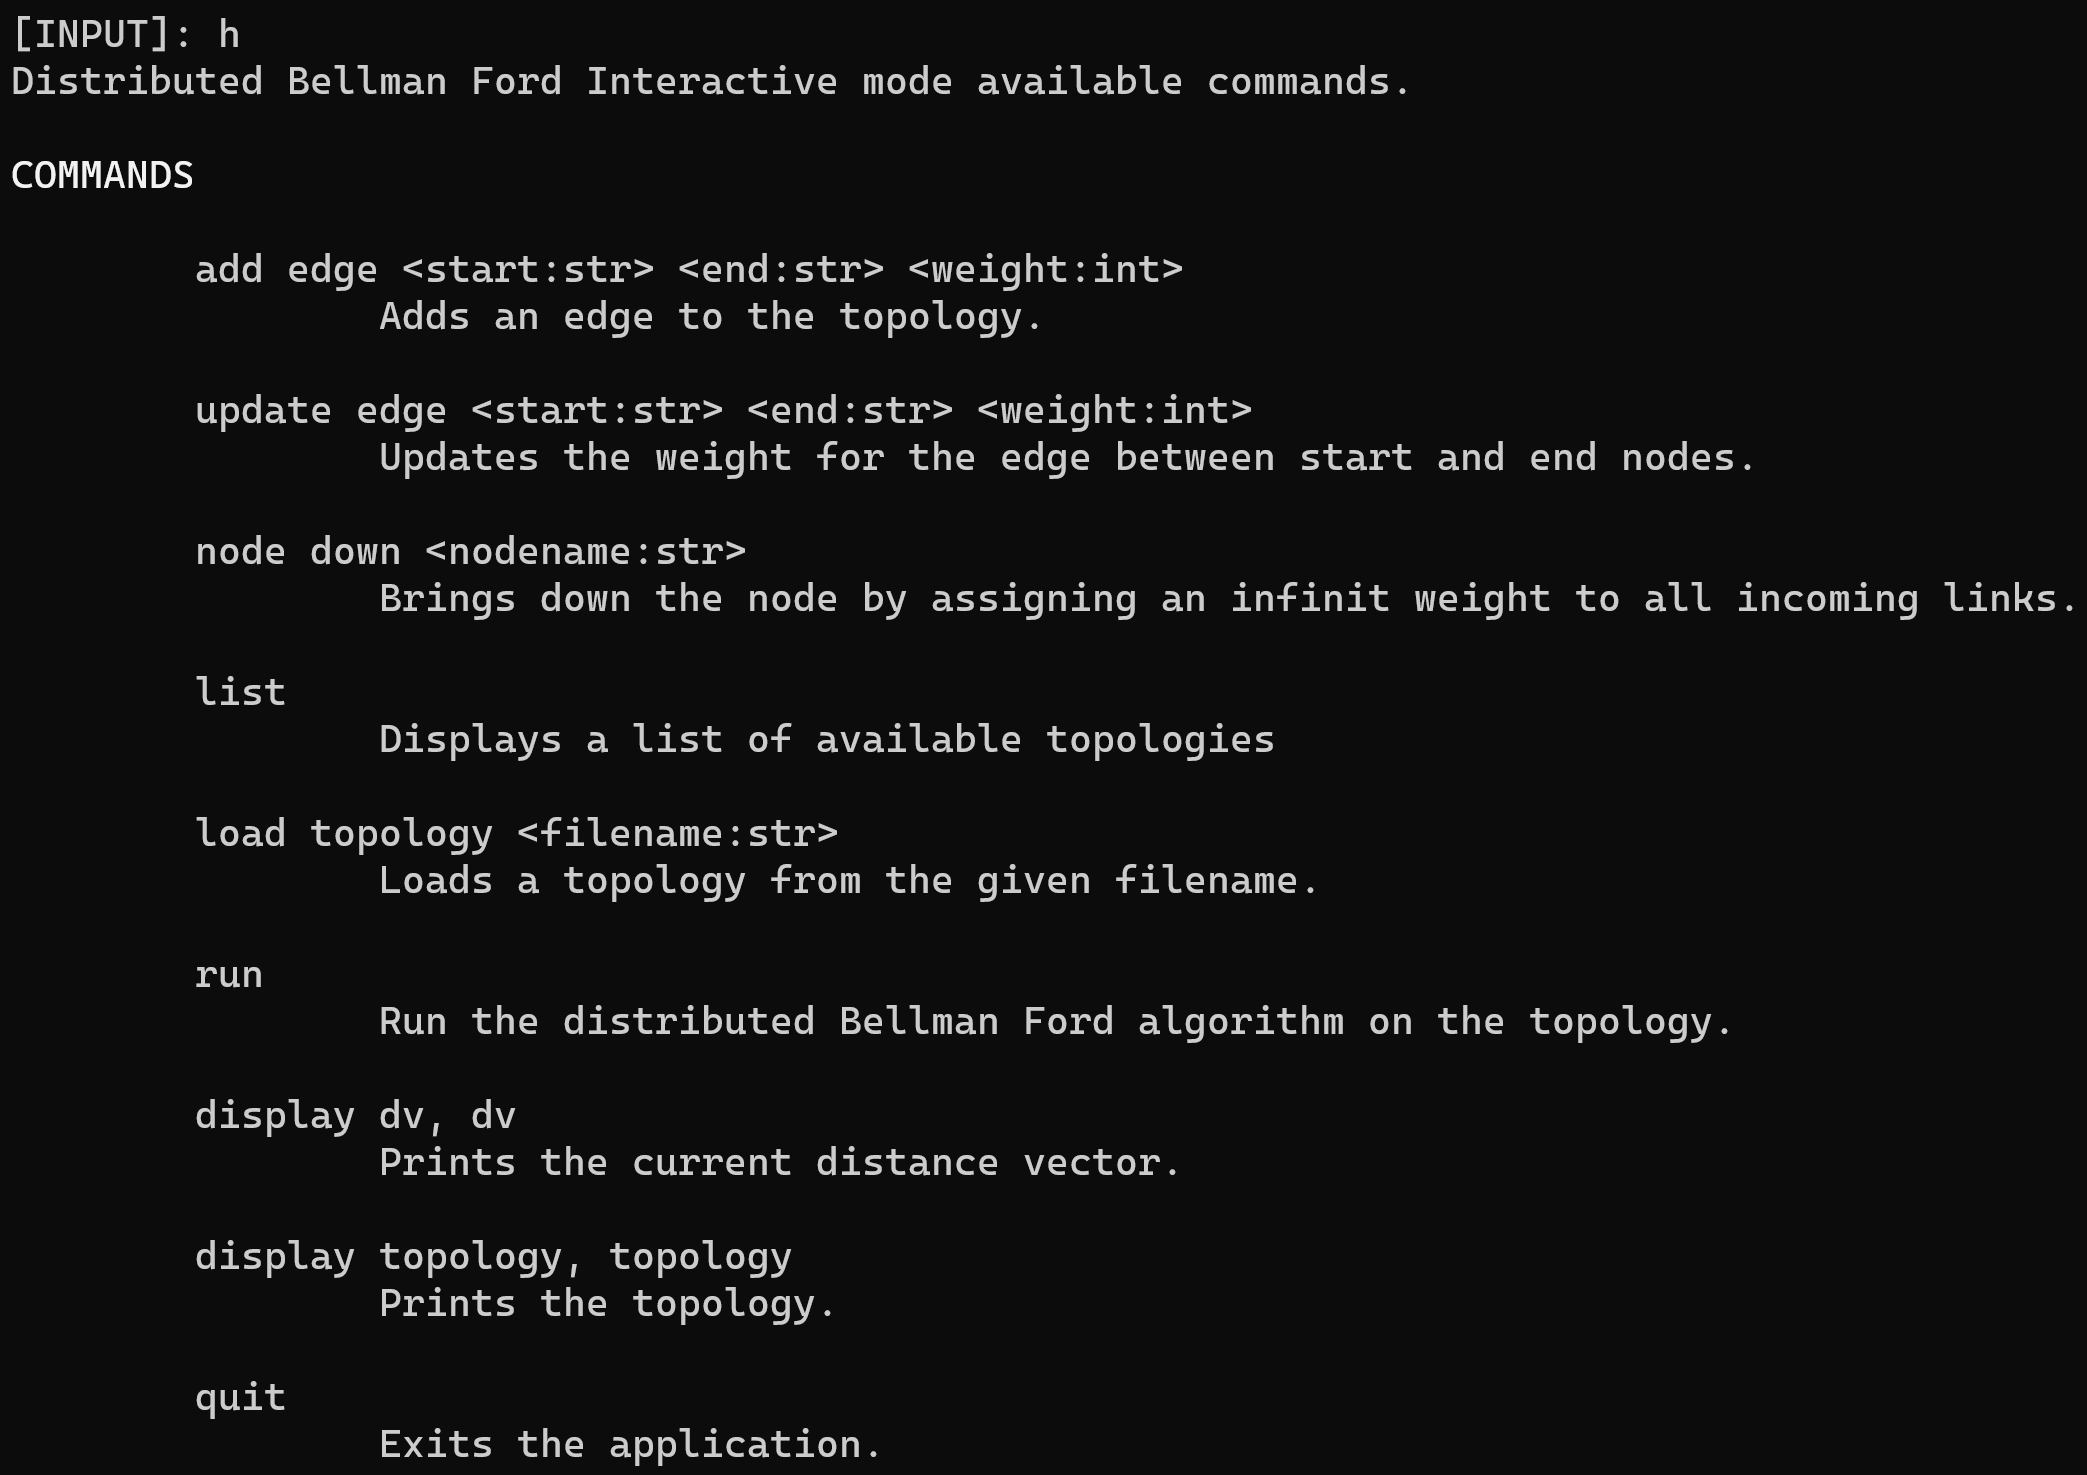 [INPUT]: h
Distributed Bellman Ford Interactive mode available commands.
COMMANDS
add edge <start:str> <end:str> <weight:int>
Adds an edge to the topology.
update edge <start:str> <end:str> <weight:int>
Updates the weight for the edge between start and end nodes.
node down <nodename:str>
Brings down the node by assigning an infinit weight to all incoming links.
list
Displays a list of available topologies
load topology <filename:str>
Loads a topology from the given filename.
run
Run the distributed Bellman Ford algorithm on the topology.
display dv, dv
Prints the current distance vector.
display topology, topology
Prints the topology.
quit
Exits the application.